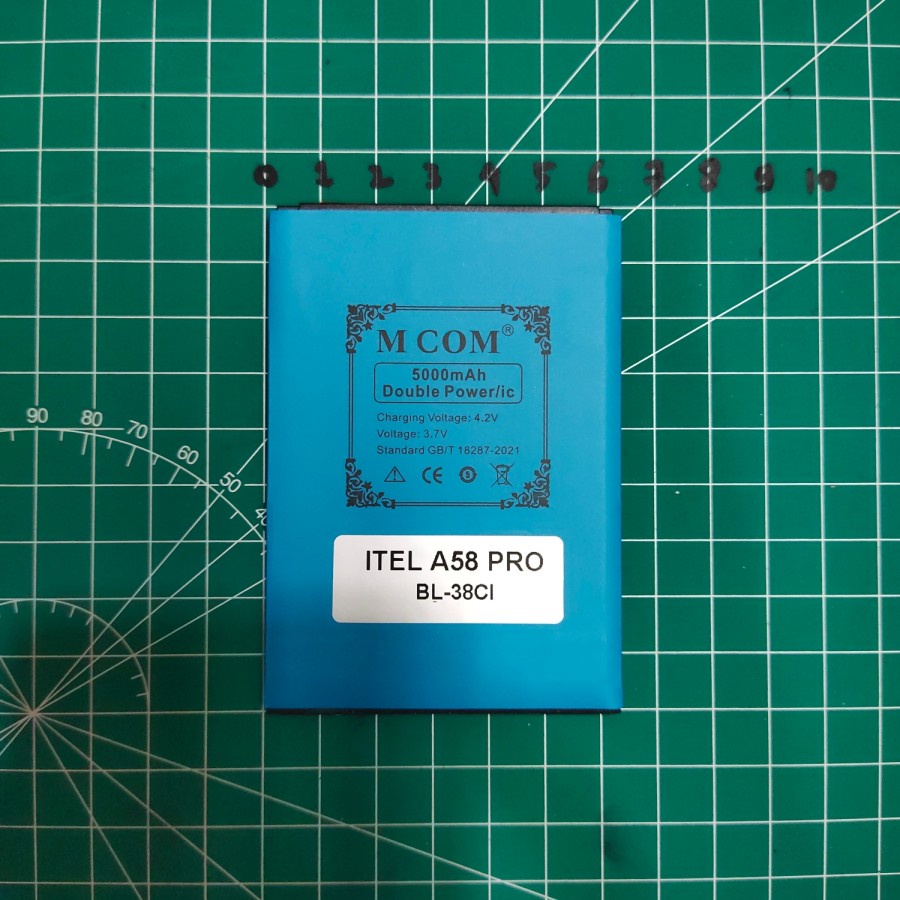 0 1 2 3 4 5 6 7 8 9 10
M COM®
5000mAh
Double Power/ic
Charging Voltage: 4.2V
Voltage: 3.7V
Standard GB/T 18287-2021
CE
ITEL A58 PRO
BL-38CI
90 80 70 60 50